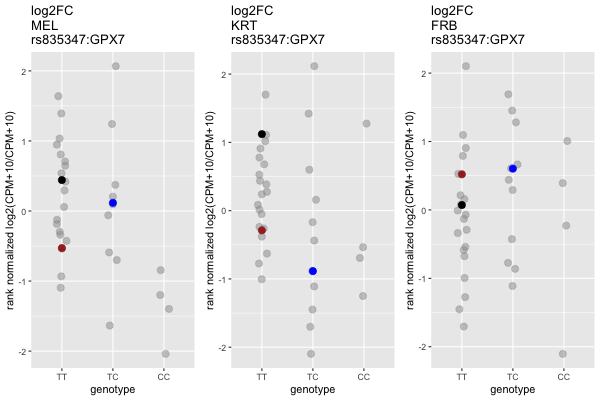 log2FC
MEL
rs835347:GPX7
rank normalized log2(CPM+10/CPM+10)
2
1
0
-1
-2
TT
TC
CC
genotype
log2FC
KRT
rs835347:GPX7
rank normalized log2(CPM+10/CPM+10)
2
1
0
-1
-2
TT
TC
CC
genotype
log2FC
FRB
rs835347:GPX7
rank normalized log2(CPM+10/CPM+10)
2
1
0
-1
-2
TT
TC
CC
genotype